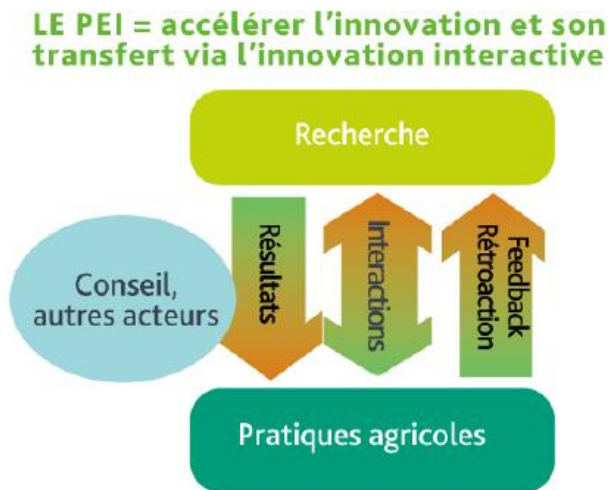 LE PEI = accélérer l'innovation et son
transfert via l'innovation interactive
Recherche
Résultats
Interactions
Feedback
Rétroaction
Conseil,
autres acteurs
Pratiques agricoles